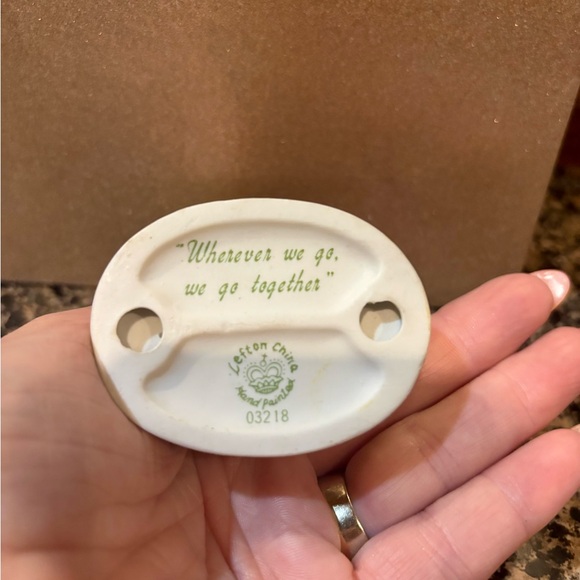 "Wherever we go,
we go together"
Lefton China
Hand Painted
03218